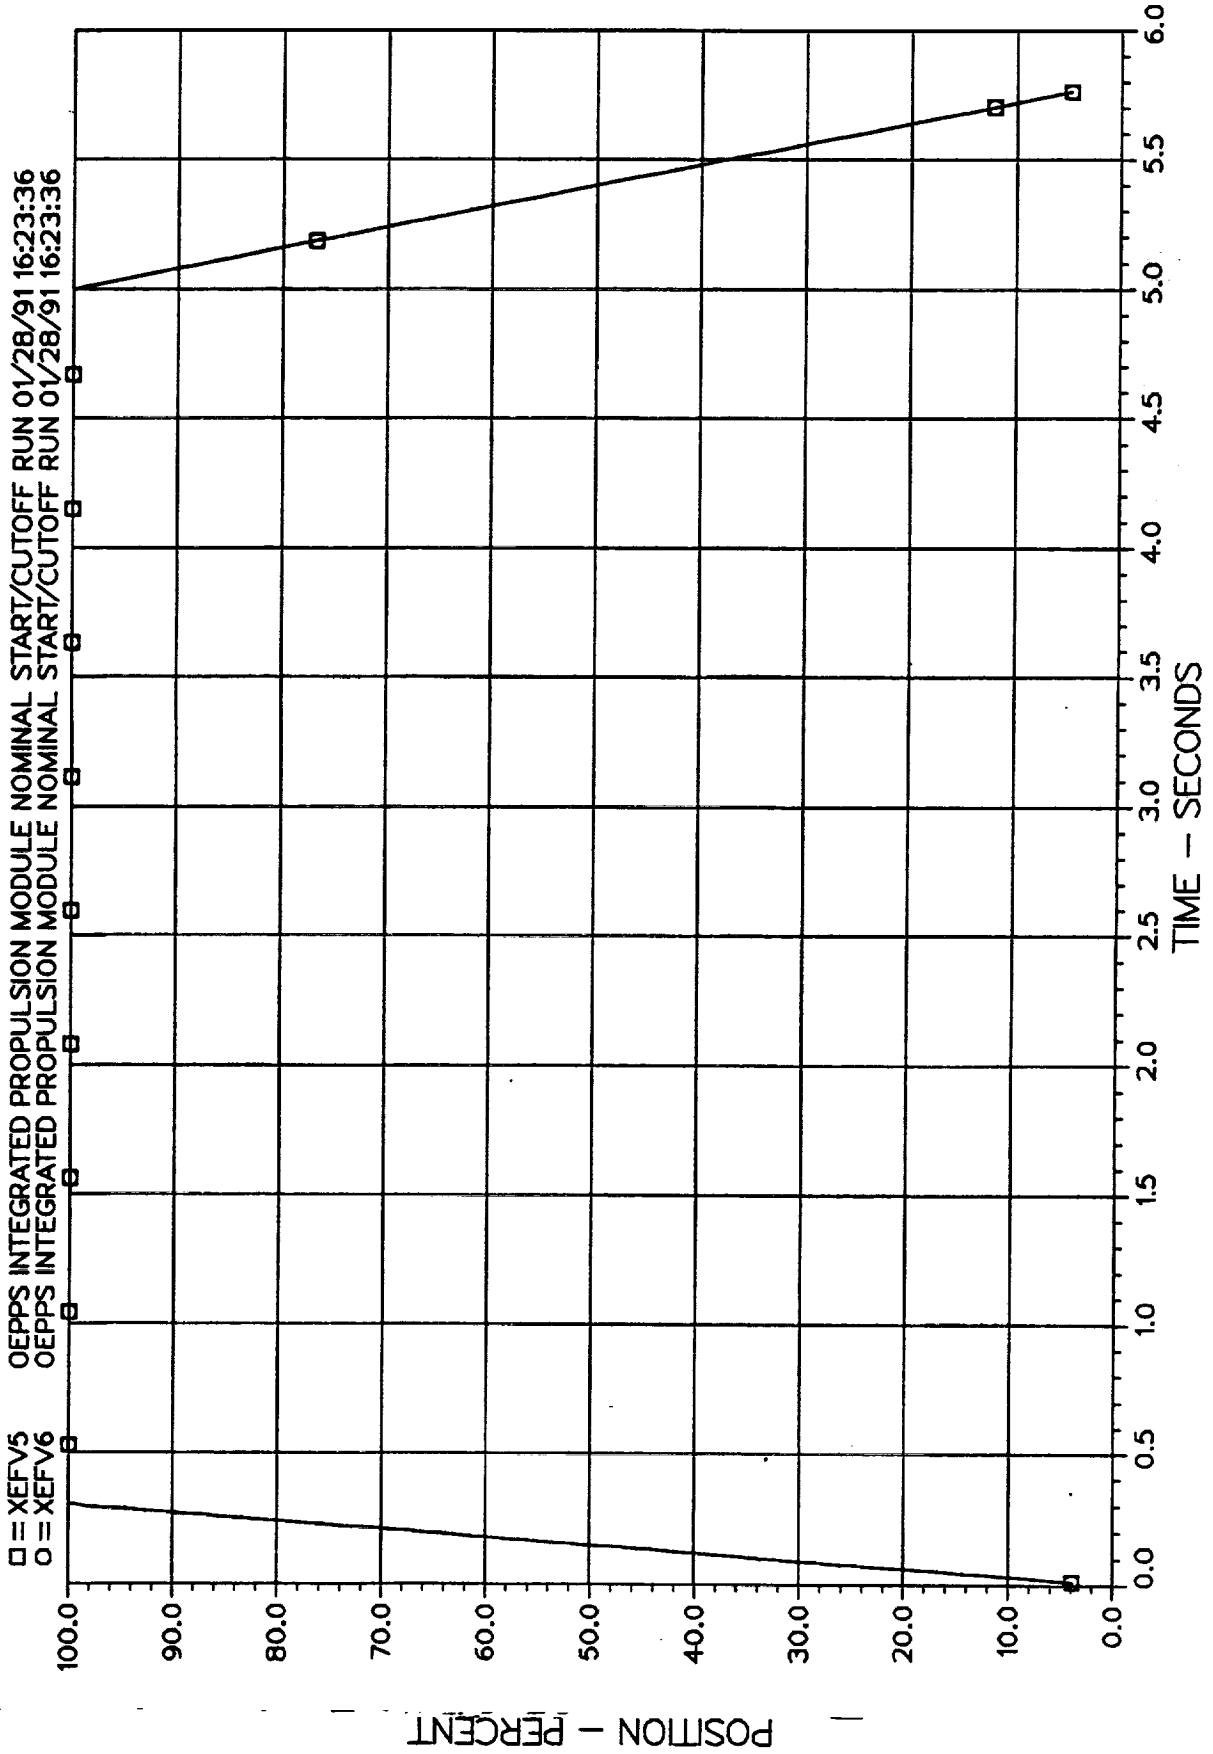 □ = XEFV5 OEPPS INTEGRATED PROPULSION MODULE NOMINAL START/CUTOFF RUN 01/28/91 16:23:36
O = XEFV6 OEPPS INTEGRATED PROPULSION MODULE NOMINAL START/CUTOFF RUN 01/28/91 16:23:36
POSITION – PERCENT
100.0
90.0
80.0
70.0
60.0
50.0
40.0
30.0
20.0
10.0
0.0
0.0 0.5 1.0 1.5 2.0 2.5 3.0 3.5 4.0 4.5 5.0 5.5 6.0
TIME – SECONDS